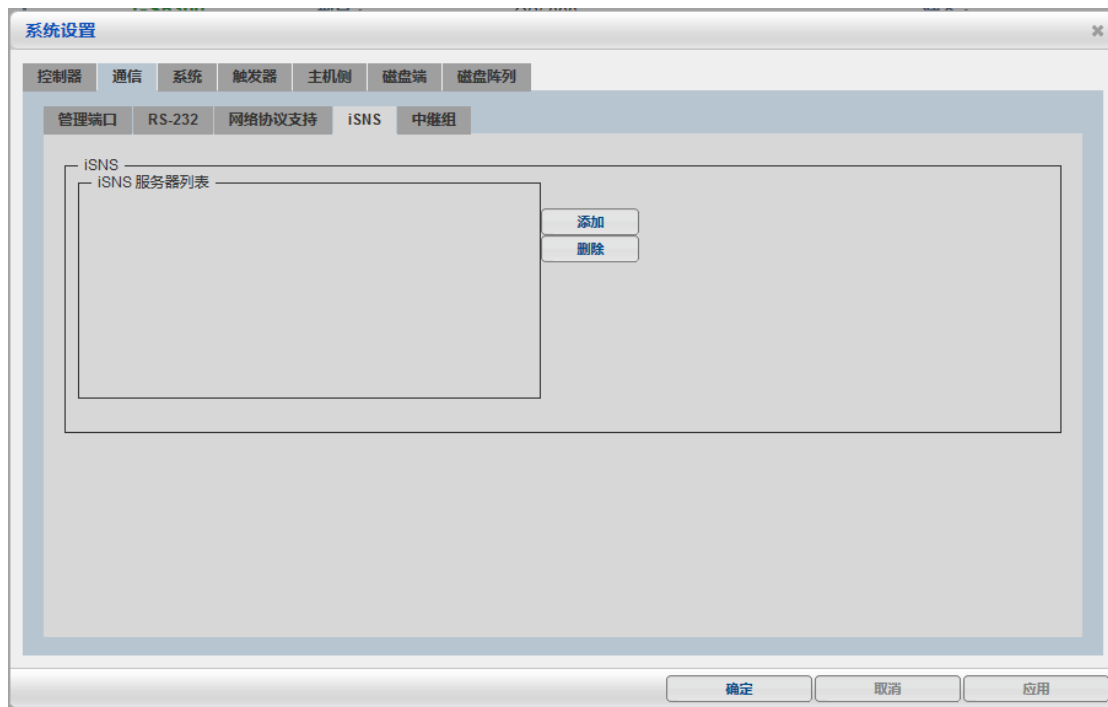 系统设置
控制器 通信 系统 触发器 主机侧 磁盘端 磁盘阵列
管理端口 RS-232 网络协议支持 iSNS 中继组
iSNS
iSNS 服务器列表
添加
删除
确定 取消 应用